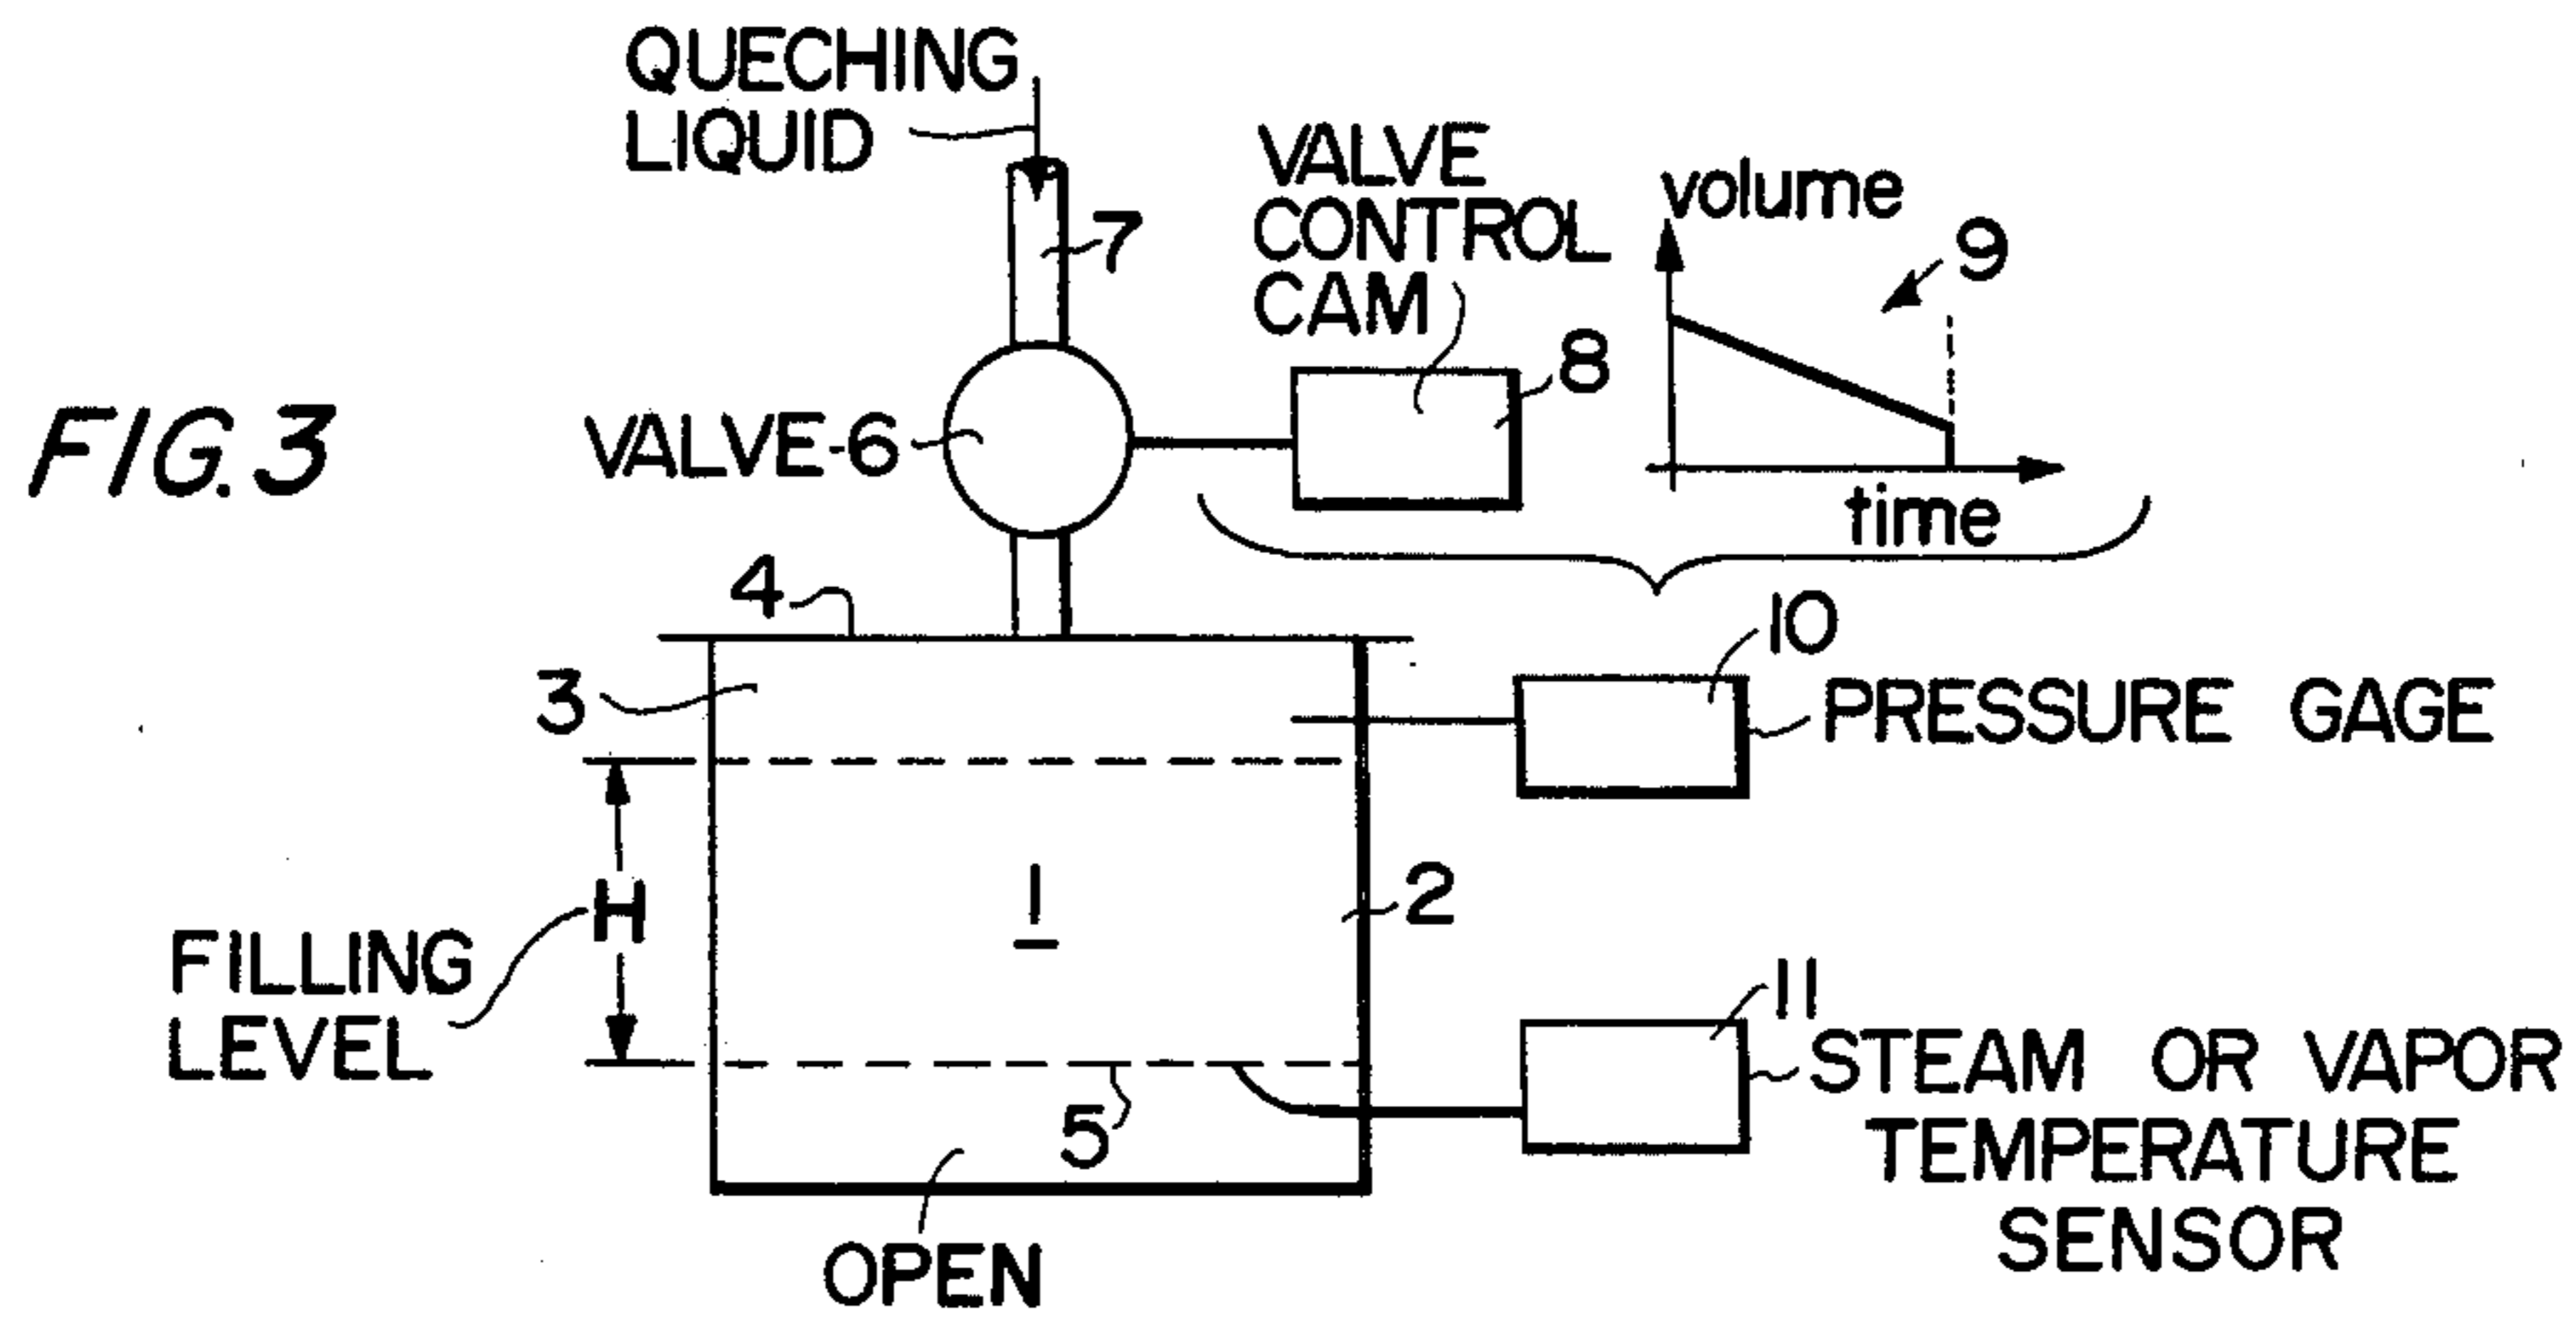 QUECHING
LIQUID
7
VALVE
CONTROL
CAM
8
volume
9
time
FIG. 3
VALVE-6
4
3
10
PRESSURE GAGE
H
FILLING
LEVEL
1
2
11
STEAM OR VAPOR
TEMPERATURE
SENSOR
5
OPEN